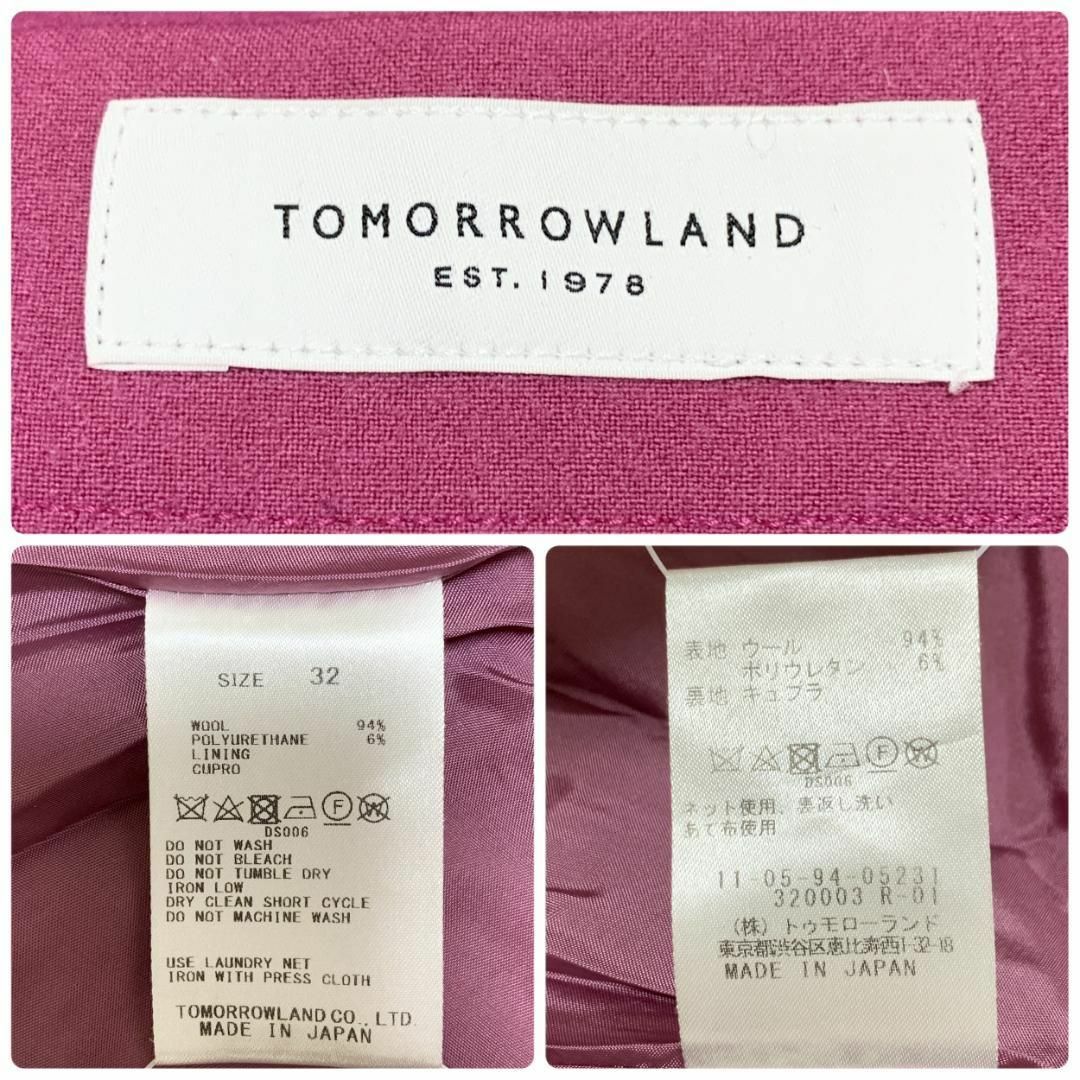 TOMORROWLAND
EST. 1978
SIZE 32
WOOL 94%
POLYURETHANE 6%
LINING
CUPRO
DS006
DO NOT WASH
DO NOT BLEACH
DO NOT TUMBLE DRY
IRON LOW
DRY CLEAN SHORT CYCLE
DO NOT MACHINE WASH
USE LAUNDRY NET
IRON WITH PRESS CLOTH
TOMORROWLAND CO., LTD.
MADE IN JAPAN
表地 ウール 94%
ポリウレタン 6%
裏地 キュプラ
F
DS006
ネット使用、裏返し洗い
あて布使用
11-05-94-05231
320003 R-01
(株)トゥモローランド
東京都渋谷区恵比寿西1-32-18
MADE IN JAPAN